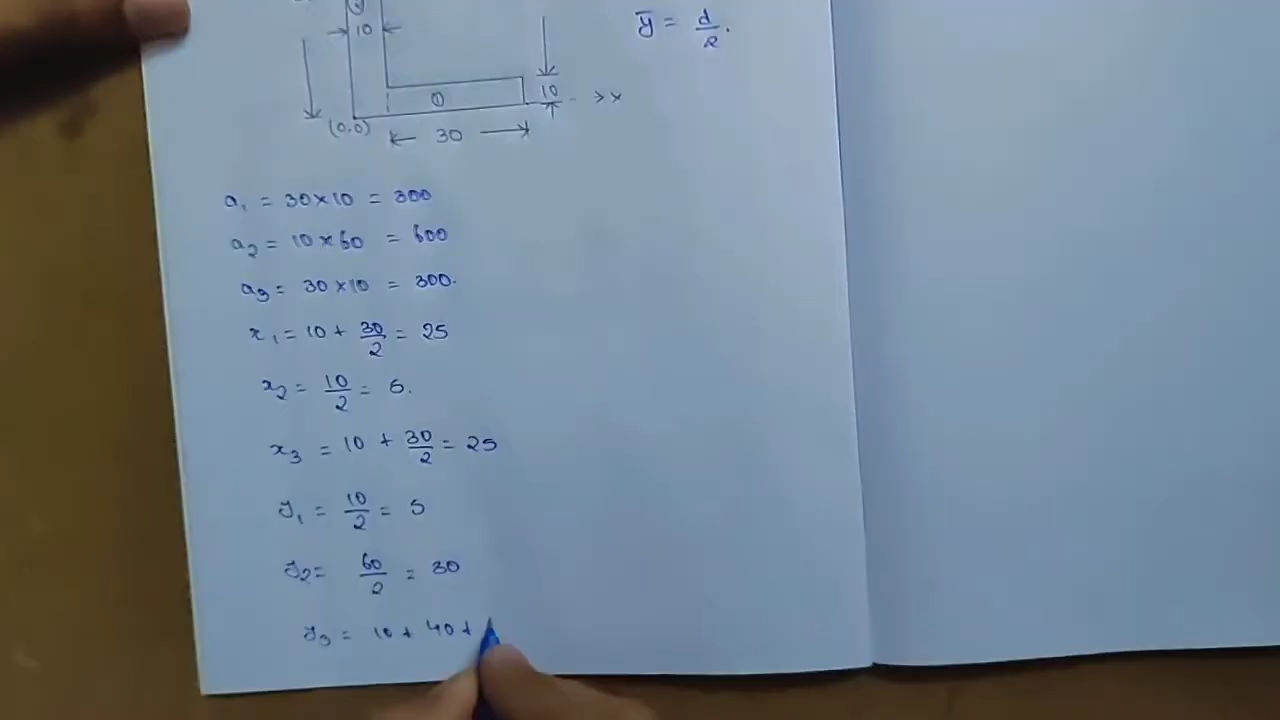 ②
10
ȳ = d/2.
①
10
> x
(0,0)
30
a₁ = 30×10 = 300
a₂ = 10×60 = 600
a₃ = 30×10 = 300.
x₁ = 10 + 30/2 = 25
x₂ = 10/2 = 5.
x₃ = 10 + 30/2 = 25
y₁ = 10/2 = 5
y₂ = 60/2 = 30
y₃ = 10 + 40 +